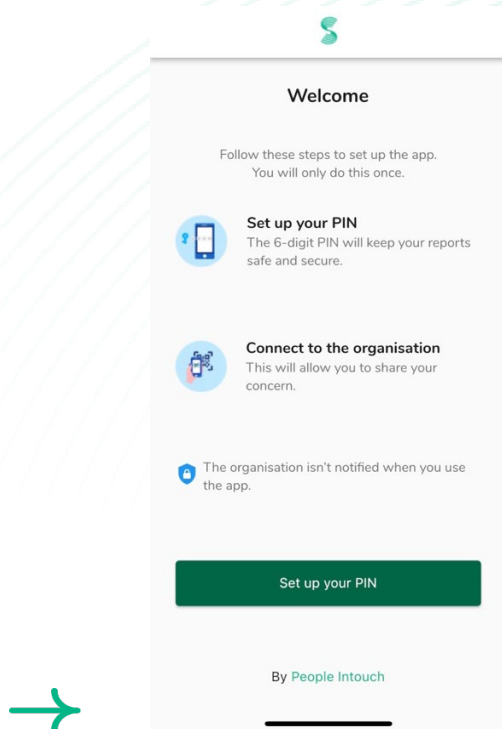 Welcome
Follow these steps to set up the app.
You will only do this once.
Set up your PIN
The 6-digit PIN will keep your reports
safe and secure.
Connect to the organisation
This will allow you to share your
concern.
The organisation isn't notified when you use
the app.
Set up your PIN
By People Intouch